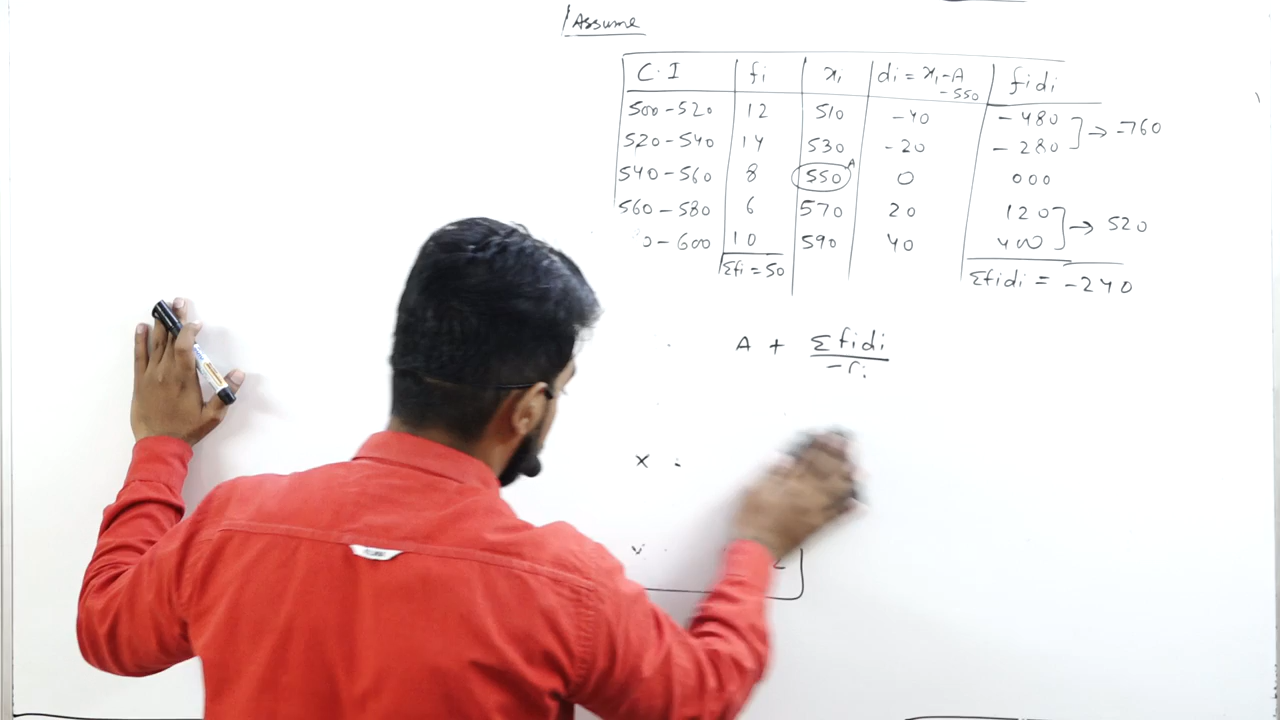 Assume
C.I fi xi di = xi-A fidi
-550
500-520 12 510 -40 -480
→ -760
520-540 14 530 -20 -280
A
540-560 8 550 0 000
560-580 6 570 20 120
→ 520
0-600 10 590 40 400
Σfi = 50
Σfidi = -240
A + Σfidi
x